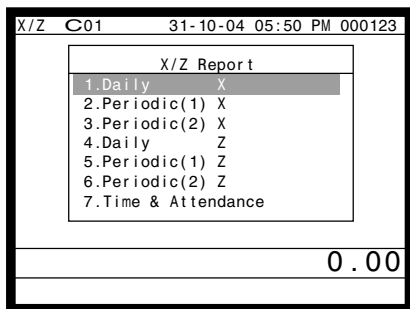 X/Z C01 31-10-04 05:50 PM 000123
X/Z Report
1.Daily X
2.Periodic(1) X
3.Periodic(2) X
4.Daily Z
5.Periodic(1) Z
6.Periodic(2) Z
7.Time & Attendance
0.00